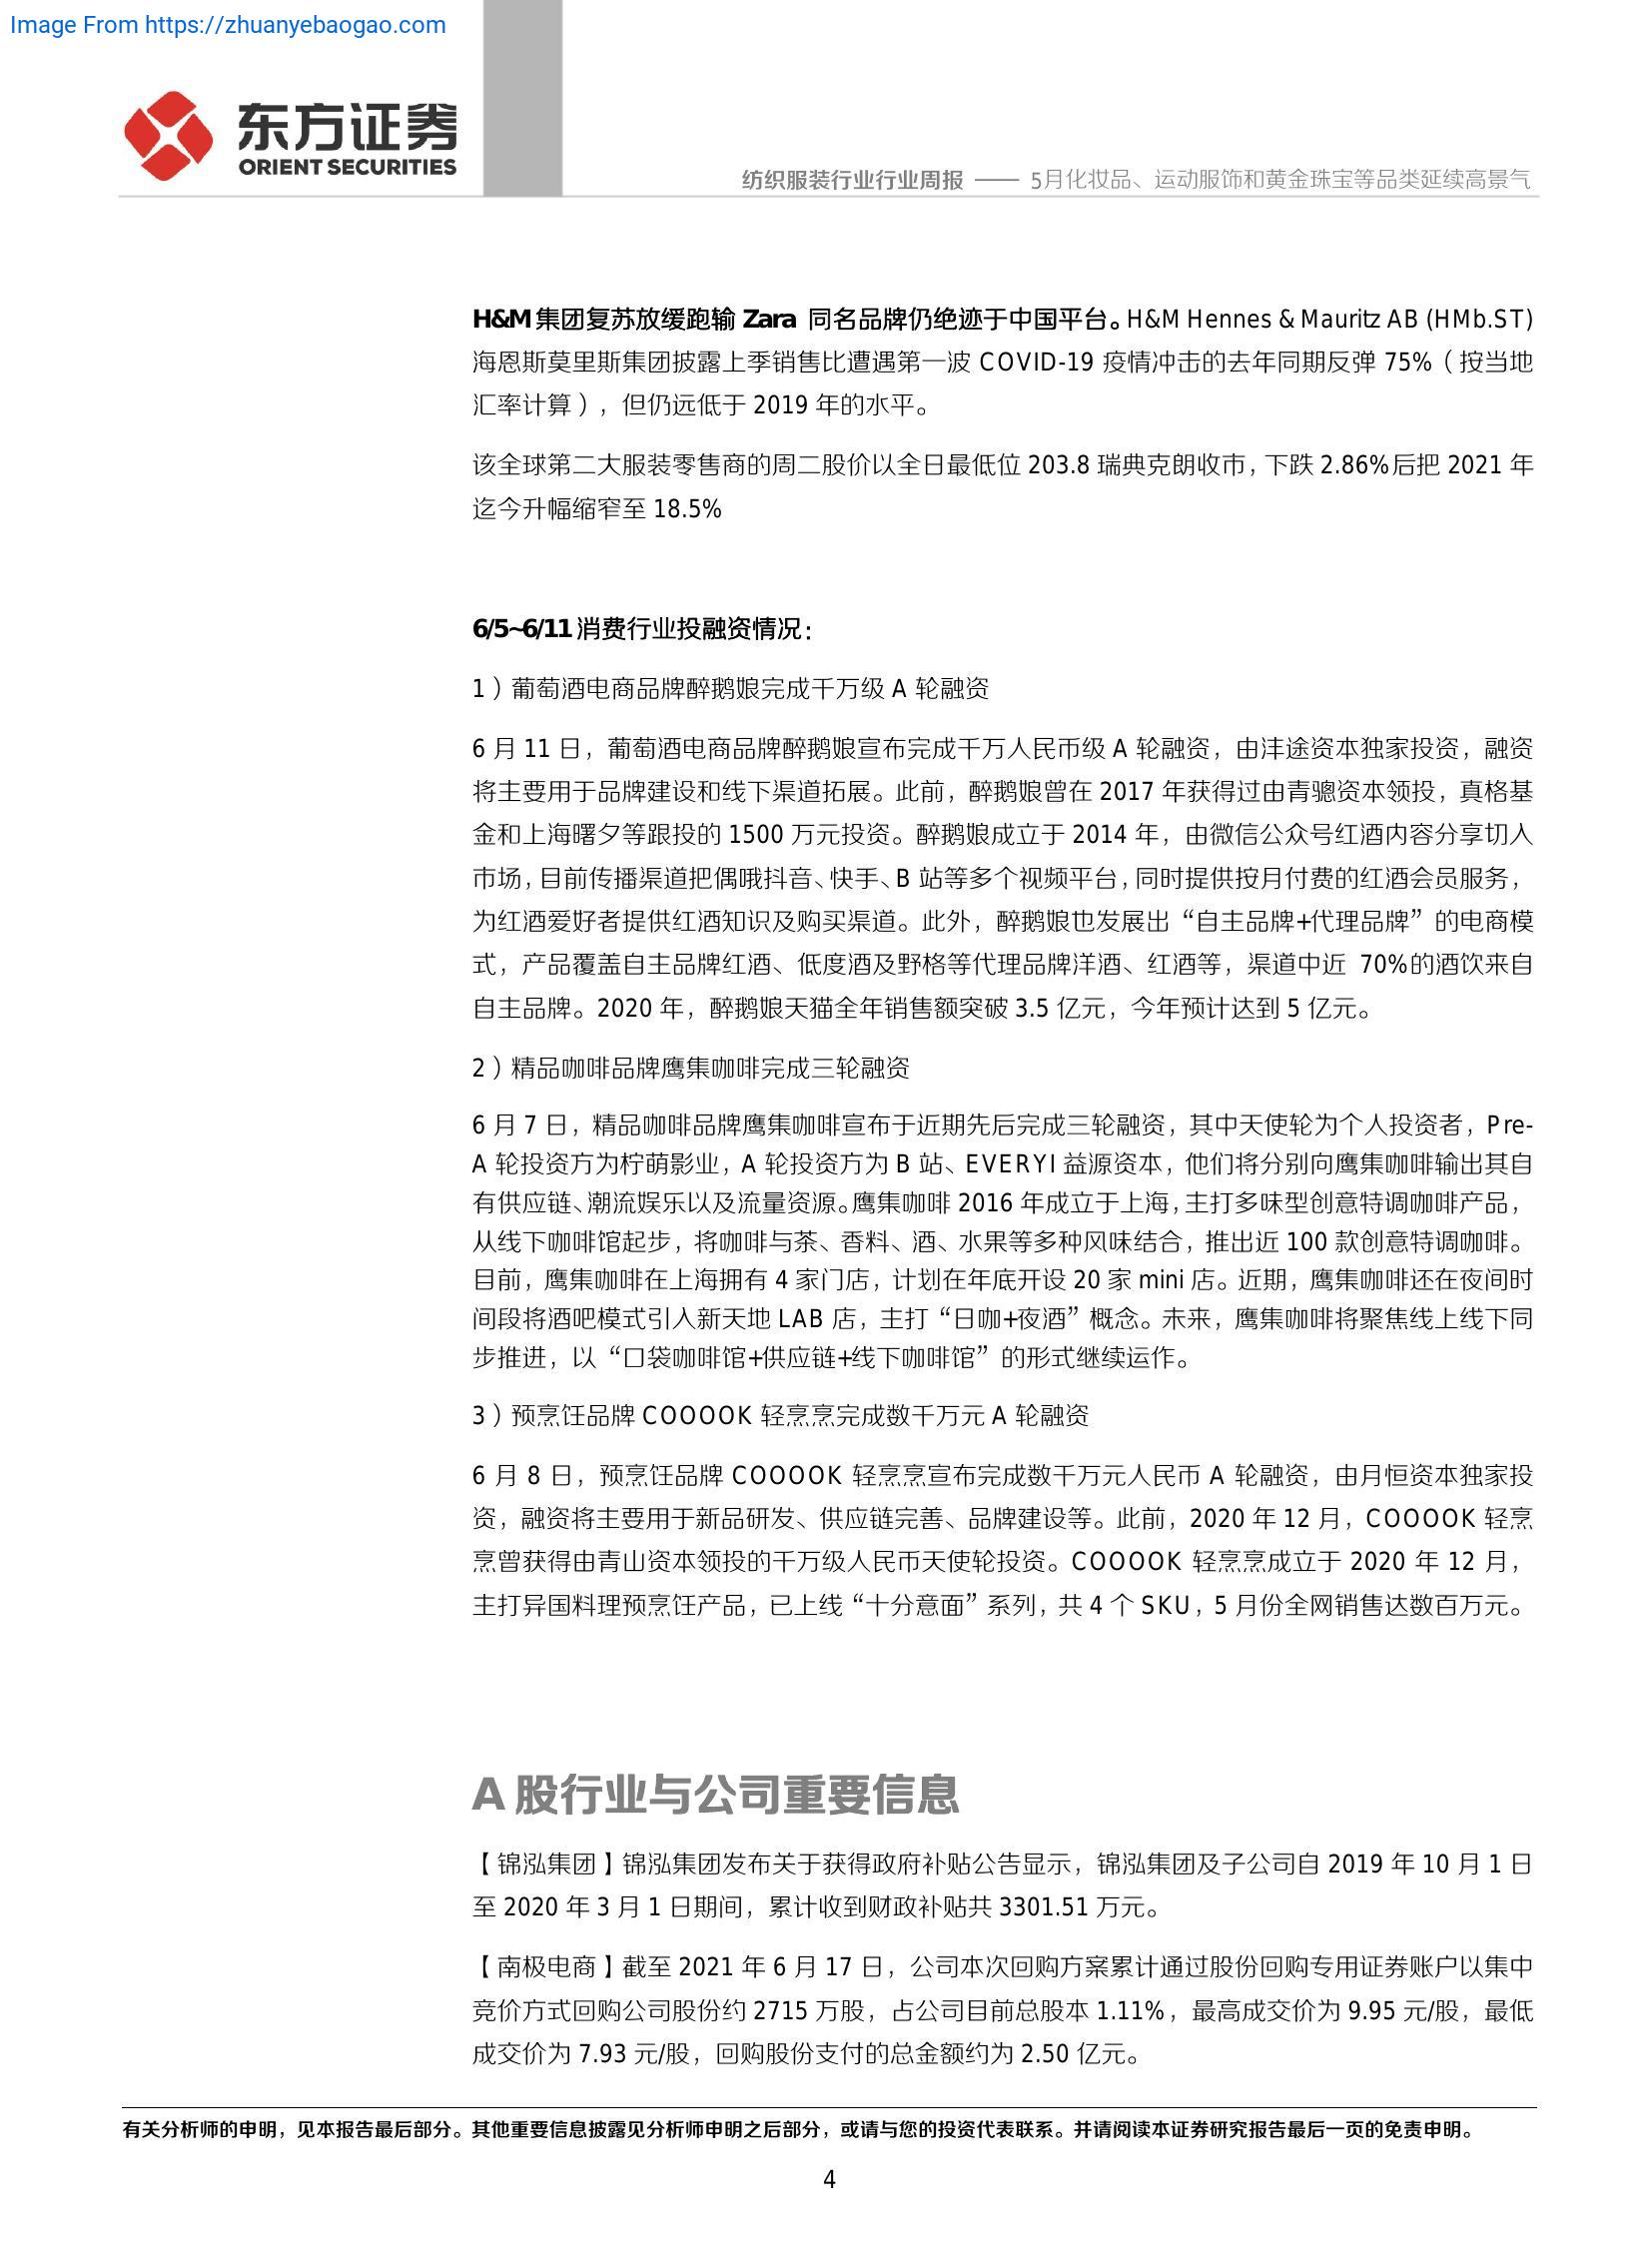 Image From https://zhuanyebaogao.com
东方证券
ORIENT SECURITIES
纺织服装行业行业周报 —— 5月化妆品、运动服饰和黄金珠宝等品类延续高景气
H&M 集团复苏放缓跑输 Zara 同名品牌仍绝迹于中国平台。H&M Hennes & Mauritz AB (HMb.ST)
海恩斯莫里斯集团披露上季销售比遭遇第一波 COVID-19 疫情冲击的去年同期反弹 75%（按当地
汇率计算），但仍远低于 2019 年的水平。
该全球第二大服装零售商的周二股价以全日最低位 203.8 瑞典克朗收市，下跌 2.86%后把 2021 年
迄今升幅缩窄至 18.5%
6/5~6/11 消费行业投融资情况：
1）葡萄酒电商品牌醉鹅娘完成千万级 A 轮融资
6 月 11 日，葡萄酒电商品牌醉鹅娘宣布完成千万人民币级 A 轮融资，由沣途资本独家投资，融资
将主要用于品牌建设和线下渠道拓展。此前，醉鹅娘曾在 2017 年获得过由青骢资本领投，真格基
金和上海曙夕等跟投的 1500 万元投资。醉鹅娘成立于 2014 年，由微信公众号红酒内容分享切入
市场，目前传播渠道把偶哦抖音、快手、B 站等多个视频平台，同时提供按月付费的红酒会员服务，
为红酒爱好者提供红酒知识及购买渠道。此外，醉鹅娘也发展出“自主品牌+代理品牌”的电商模
式，产品覆盖自主品牌红酒、低度酒及野格等代理品牌洋酒、红酒等，渠道中近 70%的酒饮来自
自主品牌。2020 年，醉鹅娘天猫全年销售额突破 3.5 亿元，今年预计达到 5 亿元。
2）精品咖啡品牌鹰集咖啡完成三轮融资
6 月 7 日，精品咖啡品牌鹰集咖啡宣布于近期先后完成三轮融资，其中天使轮为个人投资者，Pre-
A 轮投资方为柠萌影业，A 轮投资方为 B 站、EVERYI 益源资本，他们将分别向鹰集咖啡输出其自
有供应链、潮流娱乐以及流量资源。鹰集咖啡 2016 年成立于上海，主打多味型创意特调咖啡产品，
从线下咖啡馆起步，将咖啡与茶、香料、酒、水果等多种风味结合，推出近 100 款创意特调咖啡。
目前，鹰集咖啡在上海拥有 4 家门店，计划在年底开设 20 家 mini 店。近期，鹰集咖啡还在夜间时
间段将酒吧模式引入新天地 LAB 店，主打“日咖+夜酒”概念。未来，鹰集咖啡将聚焦线上线下同
步推进，以“口袋咖啡馆+供应链+线下咖啡馆”的形式继续运作。
3）预烹饪品牌 COOOOK 轻烹烹完成数千万元 A 轮融资
6 月 8 日，预烹饪品牌 COOOOK 轻烹烹宣布完成数千万元人民币 A 轮融资，由月恒资本独家投
资，融资将主要用于新品研发、供应链完善、品牌建设等。此前，2020 年 12 月，COOOOK 轻烹
烹曾获得由青山资本领投的千万级人民币天使轮投资。COOOOK 轻烹烹成立于 2020 年 12 月，
主打异国料理预烹饪产品，已上线“十分意面”系列，共 4 个 SKU，5 月份全网销售达数百万元。
A 股行业与公司重要信息
【锦泓集团】锦泓集团发布关于获得政府补贴公告显示，锦泓集团及子公司自 2019 年 10 月 1 日
至 2020 年 3 月 1 日期间，累计收到财政补贴共 3301.51 万元。
【南极电商】截至 2021 年 6 月 17 日，公司本次回购方案累计通过股份回购专用证券账户以集中
竞价方式回购公司股份约 2715 万股，占公司目前总股本 1.11%，最高成交价为 9.95 元/股，最低
成交价为 7.93 元/股，回购股份支付的总金额约为 2.50 亿元。
有关分析师的申明，见本报告最后部分。其他重要信息披露见分析师申明之后部分，或请与您的投资代表联系。并请阅读本证券研究报告最后一页的免责申明。
4